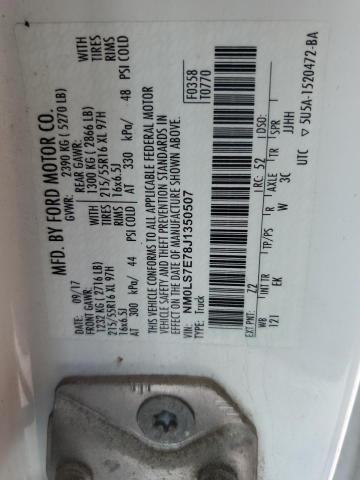 MFD. BY FORD MOTOR CO.
09/17
GVWR: 2390 KG ( 5270 LB)
FRONT GAWR: 1232 KG ( 2716 LB)
REAR GAWR: 1300 KG ( 2866 LB)
WITH TIRES RIMS
215/55R16 XL 97H
16x6.5J
AT 300 kPa/ 44 PSI COLD
WITH TIRES RIMS
215/55R16 XL 97H
16x6.5J
AT 330 kPa/ 48 PSI COLD
THIS VEHICLE CONFORMS TO ALL APPLICABLE FEDERAL MOTOR
VEHICLE SAFETY AND THEFT PREVENTION STANDARDS
IN EFFECT ON THE DATE OF MANUFACTURE SHOWN ABOVE.
VIN: NM0LS7E78J1350507
TYPE: Truck
F0358
T0770
EXT PNT: Z2
RC: 52
DSO:
WB
INT TR
TP/PS
R
AXLE
TR
SPR
121
EK
W
3C
JJHH
UTC
▽ 5U5A-1520472-BA